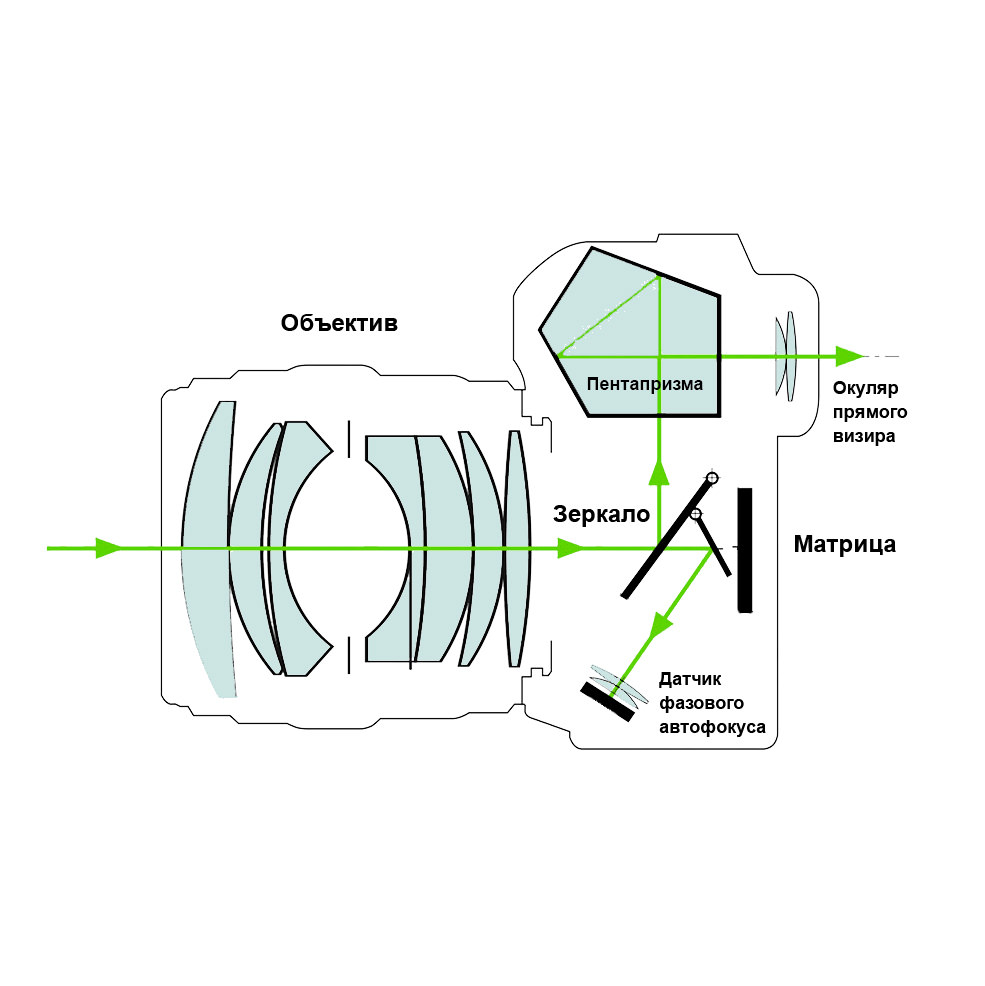 Объектив
Пентапризма
Окуляр
прямого
визира
Зеркало
Матрица
Датчик
фазового
автофокуса